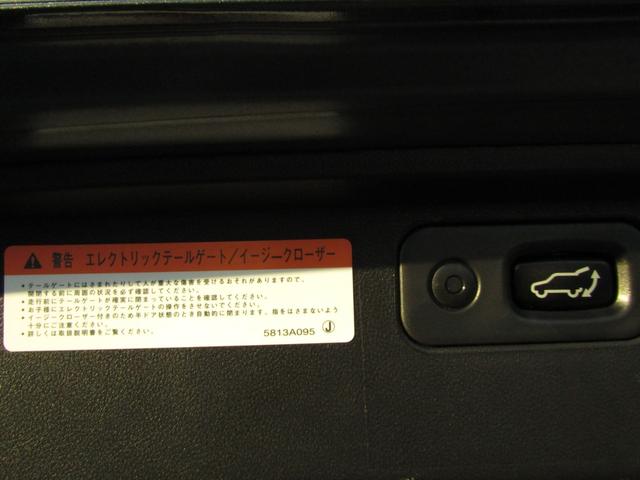 警告 エレクトリックテールゲート/イージークローザー
•テールゲートにはさまれたりして人が重大な傷害を受けるおそれがありますので、
開閉する前に周囲の状況を必ず確認してください。
•走行前にテールゲートが確実に閉まっていることを確認してください。
•お子様にエレクトリックテールゲートの操作をさせないでください。
•イージークローザー付きのため半ドア状態のとき自動的に閉まります。指をはさまないよう
十分にご注意ください。
•詳しくは取扱説明書をご覧ください。
5813A095 J